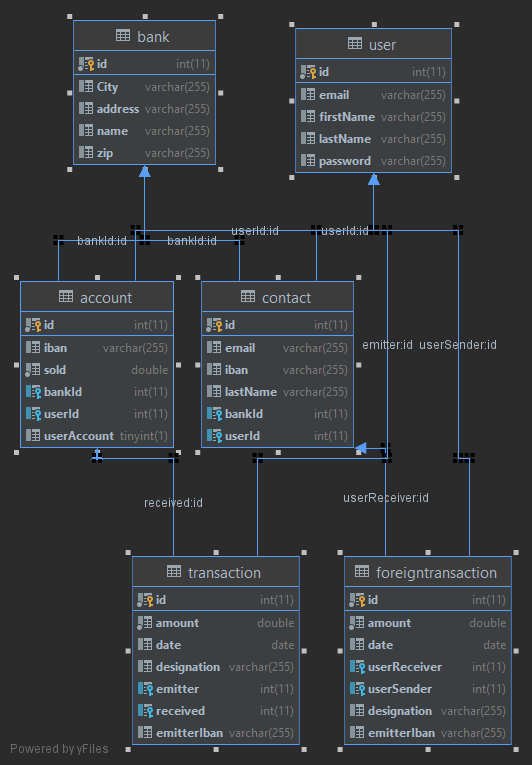 bank
id int(11)
City varchar(255)
address varchar(255)
name varchar(255)
zip varchar(255)
user
id int(11)
email varchar(255)
firstName varchar(255)
lastName varchar(255)
password varchar(255)
userId:id userId:id
bankId:id bankId:id
account
id int(11)
iban varchar(255)
sold double
bankId int(11)
userId int(11)
userAccount tinyint(1)
contact
id int(11)
email varchar(255)
iban varchar(255)
lastName varchar(255)
bankId int(11)
userId int(11)
emitter:id userSender:id
received:id
userReceiver:id
transaction
id int(11)
amount double
date date
designation varchar(255)
emitter int(11)
received int(11)
emitterIban varchar(255)
foreigntransaction
id int(11)
amount double
date date
userReceiver int(11)
userSender int(11)
designation varchar(255)
emitterIban varchar(255)
Powered by yFiles